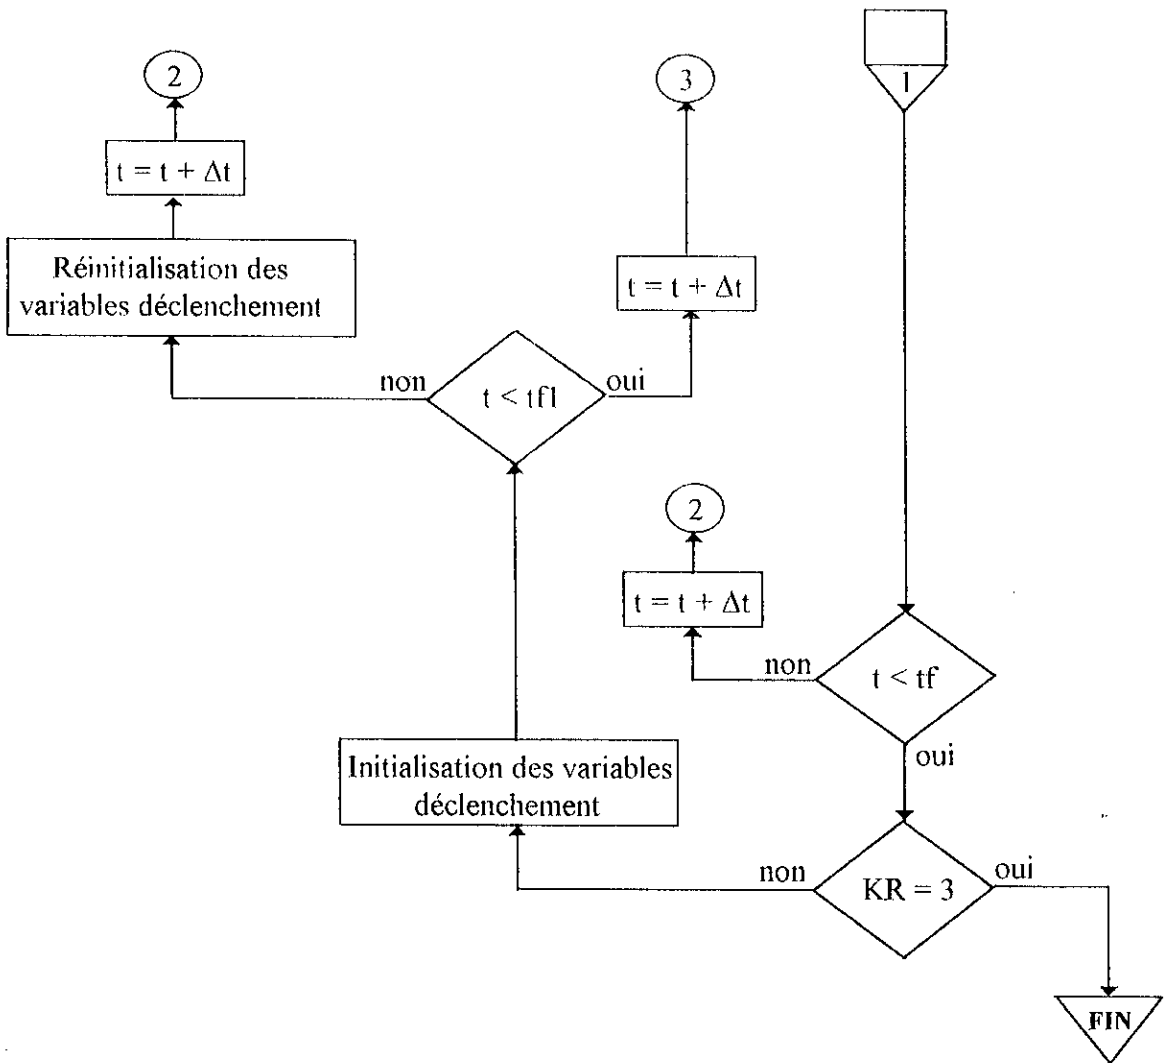 1
2
3
t = t + Δt
Réinitialisation des
variables déclenchement
t = t + Δt
non
t < tf1
oui
2
t = t + Δt
non
t < tf
oui
Initialisation des variables
déclenchement
non
KR = 3
oui
FIN